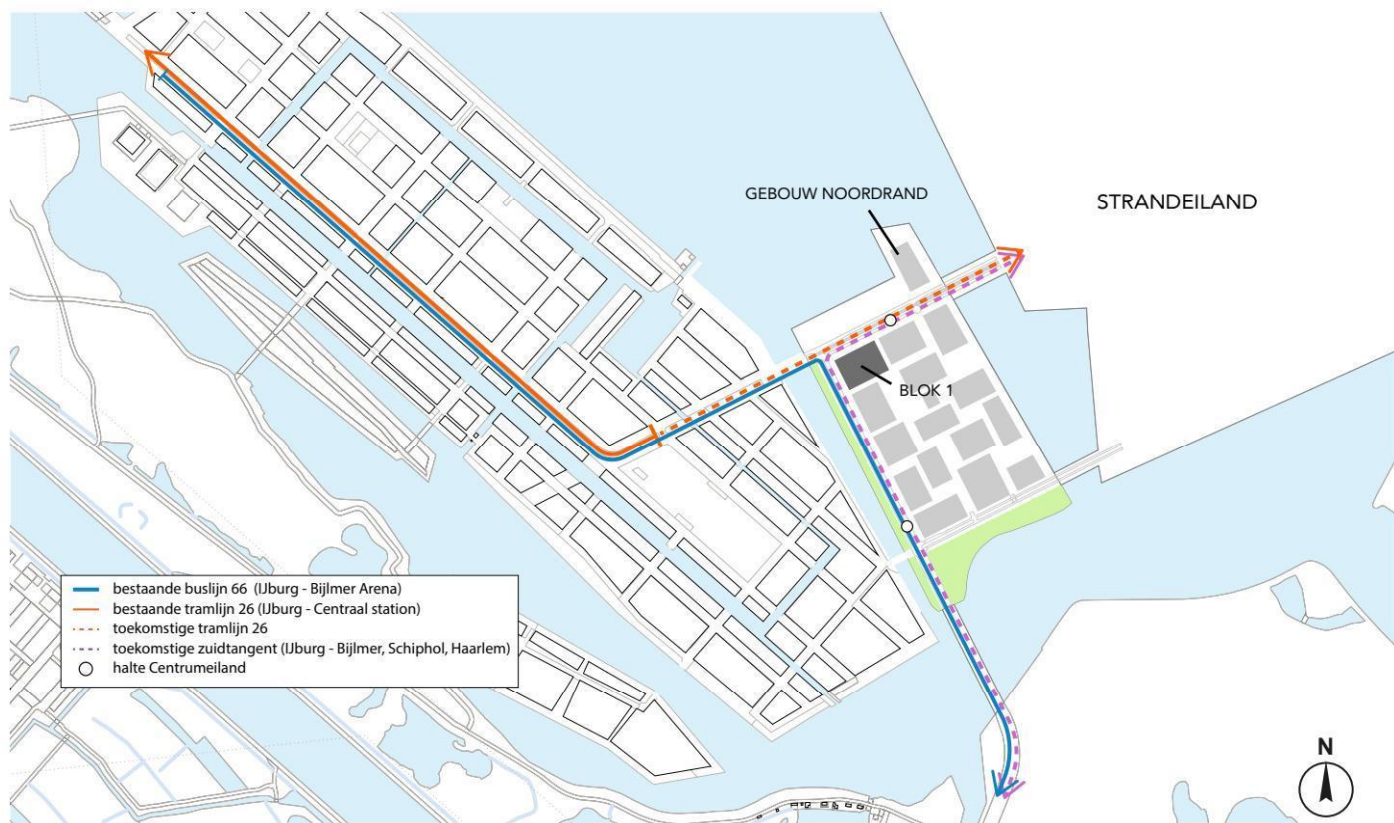 GEBOUW NOORDRAND
STRANDEILAND
BLOK 1
bestaande buslijn 66 (IJburg - Bijlmer Arena)
bestaande tramlijn 26 (IJburg - Centraal station)
toekomstige tramlijn 26
toekomstige zuidtangent (IJburg - Bijlmer, Schiphol, Haarlem)
halte Centrumeiland
N